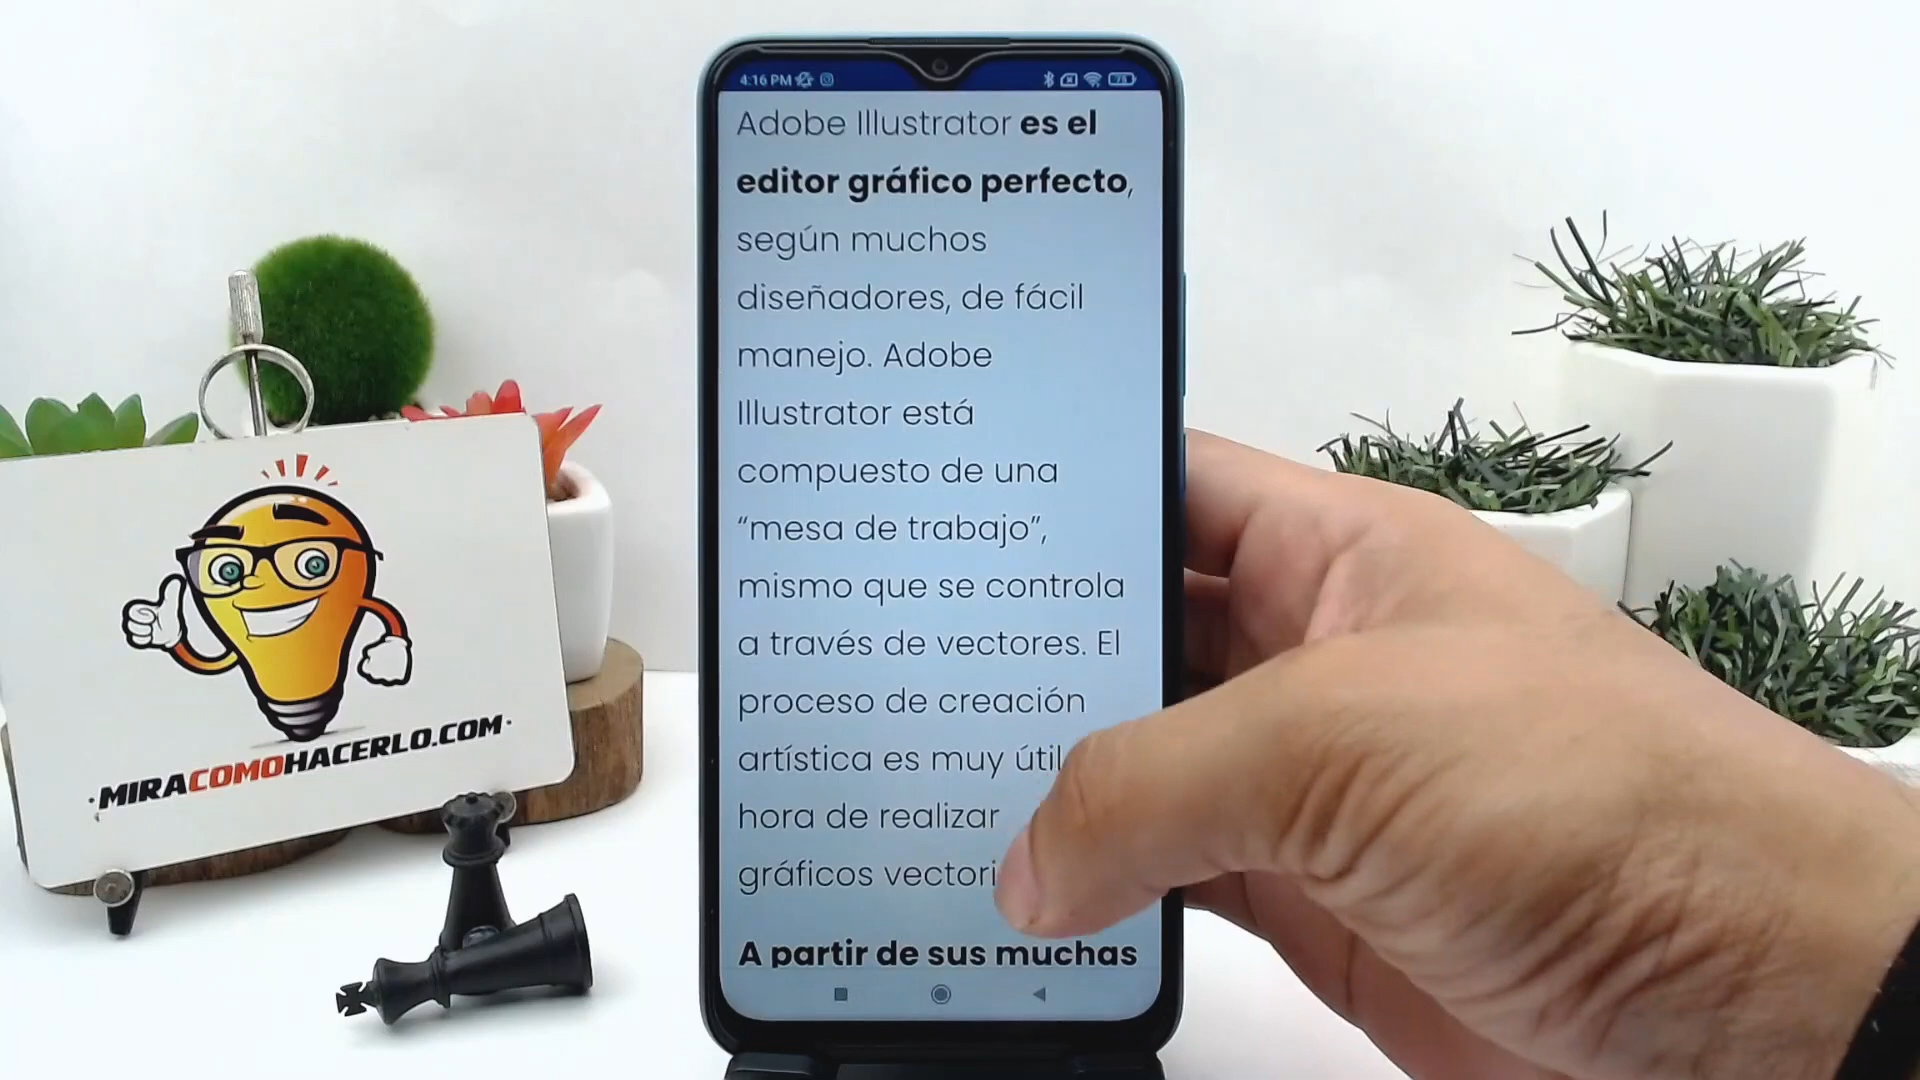 4:16 PM
75
Adobe Illustrator es el
editor gráfico perfecto,
según muchos
diseñadores, de fácil
manejo. Adobe
Illustrator está
compuesto de una
“mesa de trabajo”,
mismo que se controla
a través de vectores. El
proceso de creación
artística es muy útil
hora de realizar
gráficos vectori
A partir de sus muchas
·MIRACOMOHACERLO.COM·